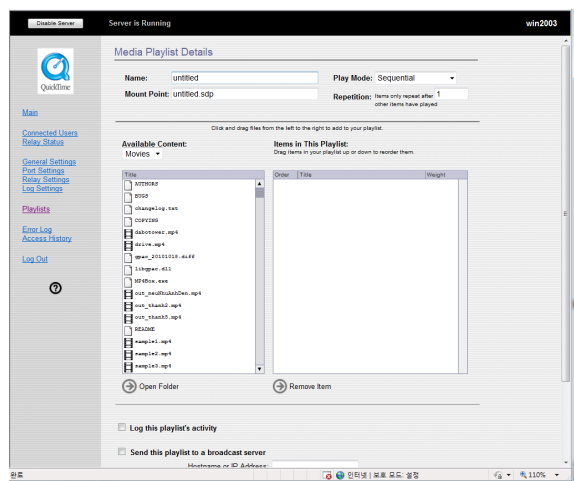 Disable Server
Server is Running
win2003
QuickTime
Main
Connected Users
Relay Status
General Settings
Port Settings
Relay Settings
Log Settings
Playlists
Error Log
Access History
Log Out
Media Playlist Details
Name: untitled
Play Mode: Sequential
Mount Point: untitled.sdp
Repetition: Items only repeat after 1
other items have played
Click and drag files from the left to the right to add to your playlist.
Available Content:
Movies
Items in This Playlist:
Drag items in your playlist up or down to reorder them.
Title
Order Title Weight
AUTHORS
BUGS
changelog.txt
COPYING
dabotower.mp4
drive.mp4
gpac_20101018.diff
libgpac.dll
MP4Box.exe
out_neuNhuAnhDen.mp4
out_thanh2.mp4
out_thanh5.mp4
README
sample1.mp4
sample2.mp4
sample3.mp4
Open Folder
Remove Item
Log this playlist's activity
Send this playlist to a broadcast server
Hostname or IP Address:
완료
인터넷 | 보호 모드: 설정
110%